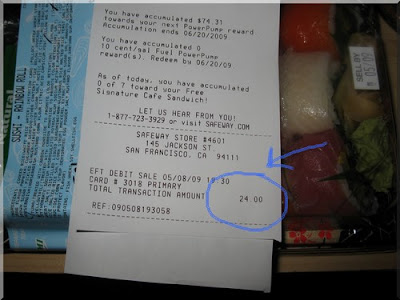 You have accumulated $74.31
towards your next PowerPump reward
Accumulation ends 06/20/2009
You have accumulated 0
10 cent/gal Fuel PowerPump
reward(s). Redeem by 06/20/09
As of today, you have accumulated
0 of 7 toward your Free
Signature Cafe Sandwich!
LET US HEAR FROM YOU!
1-877-723-3929 or visit SAFEWAY.COM
SAFEWAY STORE #4601
145 JACKSON ST.
SAN FRANCISCO, CA 94111
EFT DEBIT SALE 05/08/09 19:30
CARD # 3018 PRIMARY
TOTAL TRANSACTION AMOUNT 24.00
REF:090508193058
Natural
SUSHI - RAINBOW ROLL
SELL BY